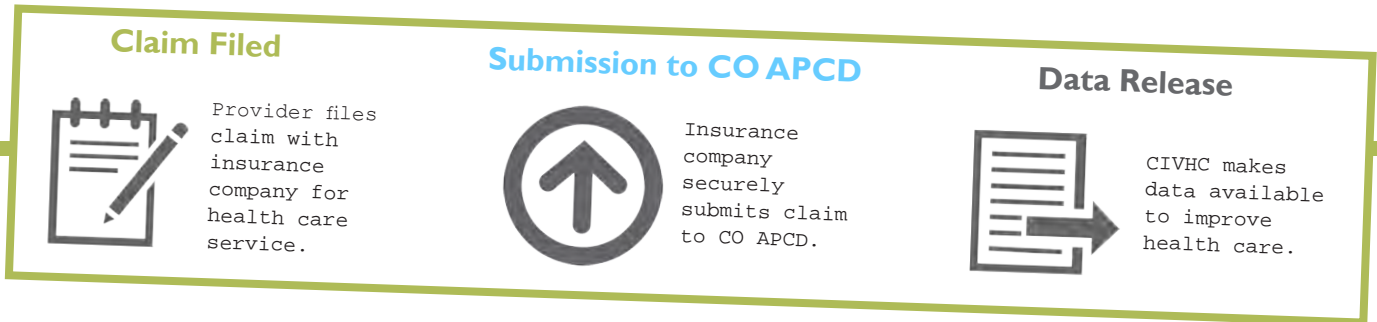 Claim Filed
Provider files
claim with
insurance
company for
health care
service.
Submission to CO APCD
Insurance
company
securely
submits claim
to CO APCD.
Data Release
CIVHC makes
data available
to improve
health care.